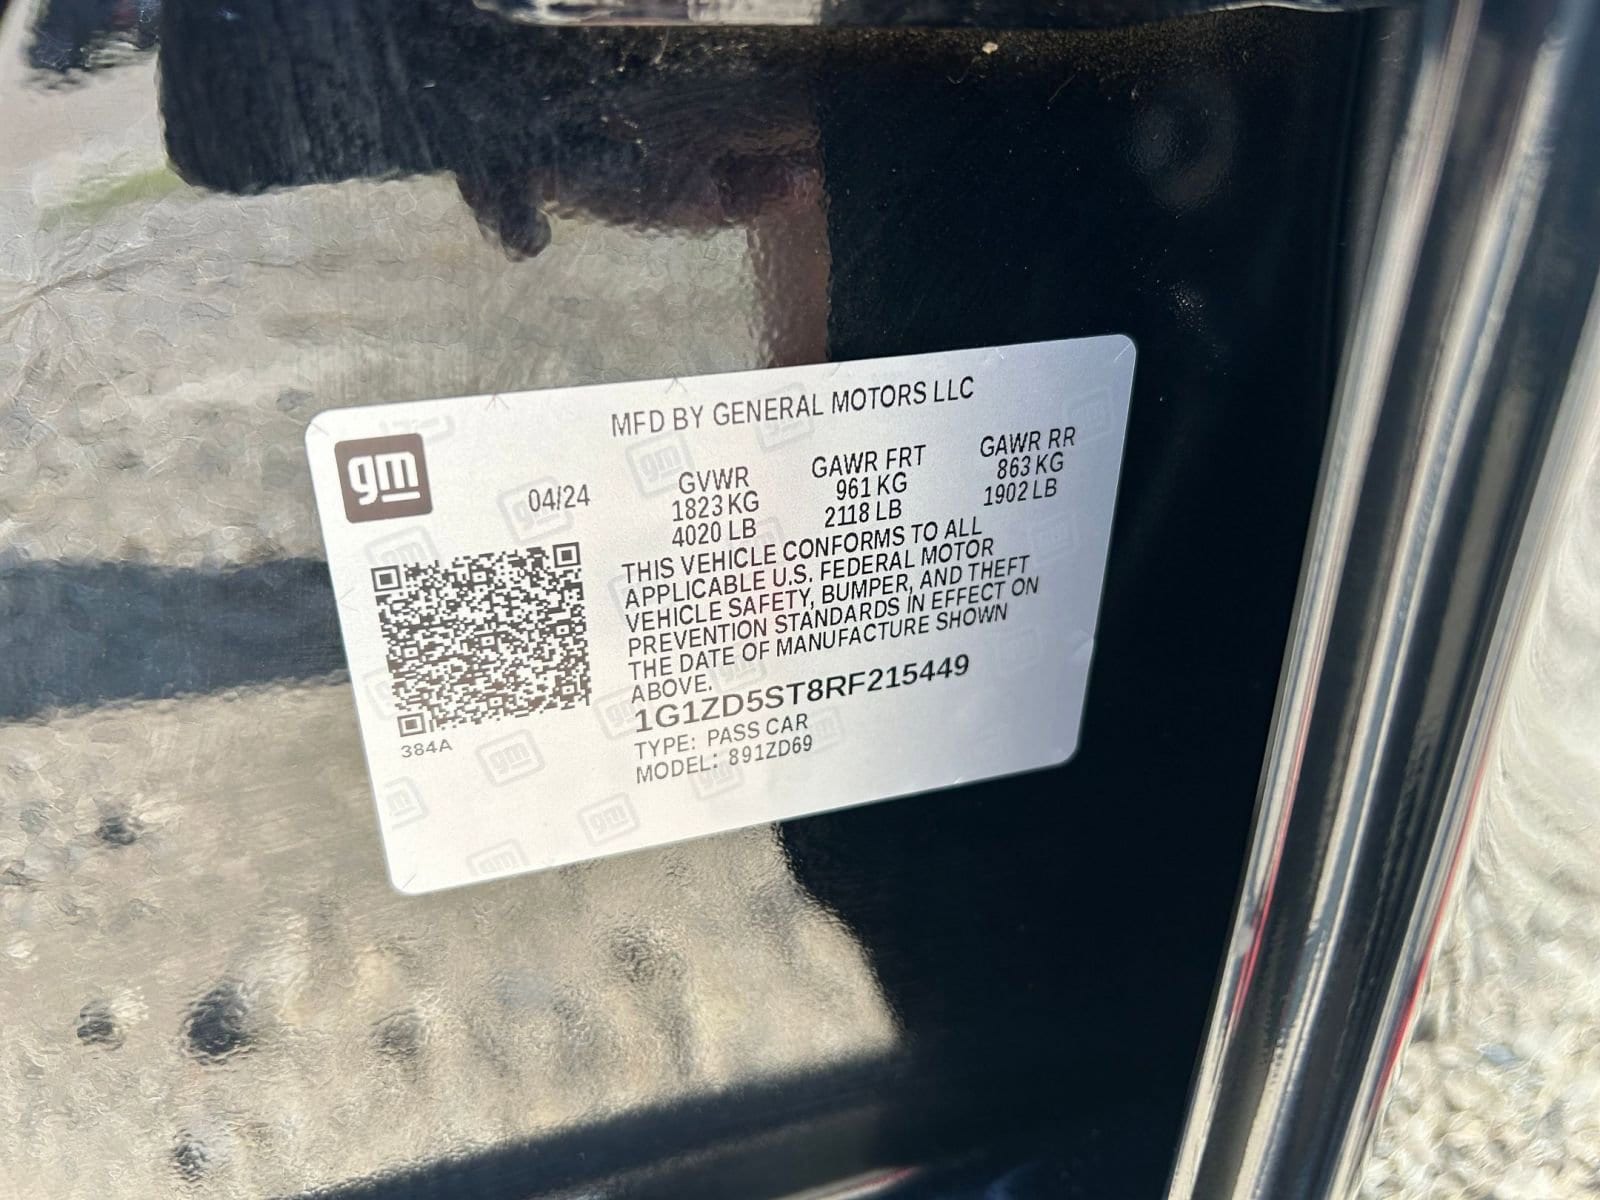 MFD BY GENERAL MOTORS LLC
gm
04/24
GVWR
1823 KG
4020 LB
GAWR FRT
961 KG
2118 LB
GAWR RR
863 KG
1902 LB
THIS VEHICLE CONFORMS TO ALL
APPLICABLE U.S. FEDERAL MOTOR
VEHICLE SAFETY, BUMPER, AND THEFT
PREVENTION STANDARDS IN EFFECT ON
THE DATE OF MANUFACTURE SHOWN
ABOVE.
1G1ZD5ST8RF215449
TYPE: PASS CAR
MODEL: 891ZD69
384A